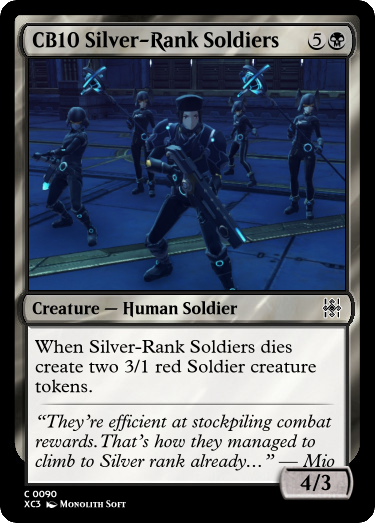 CB10 Silver-Rank Soldiers 5
Creature — Human Soldier
When Silver-Rank Soldiers dies
create two 3/1 red Soldier creature
tokens.
“They’re efficient at stockpiling combat
rewards.That’s how they managed to
climb to Silver rank already…” — Mio
4/3
C 0090
XC3 Monolith Soft